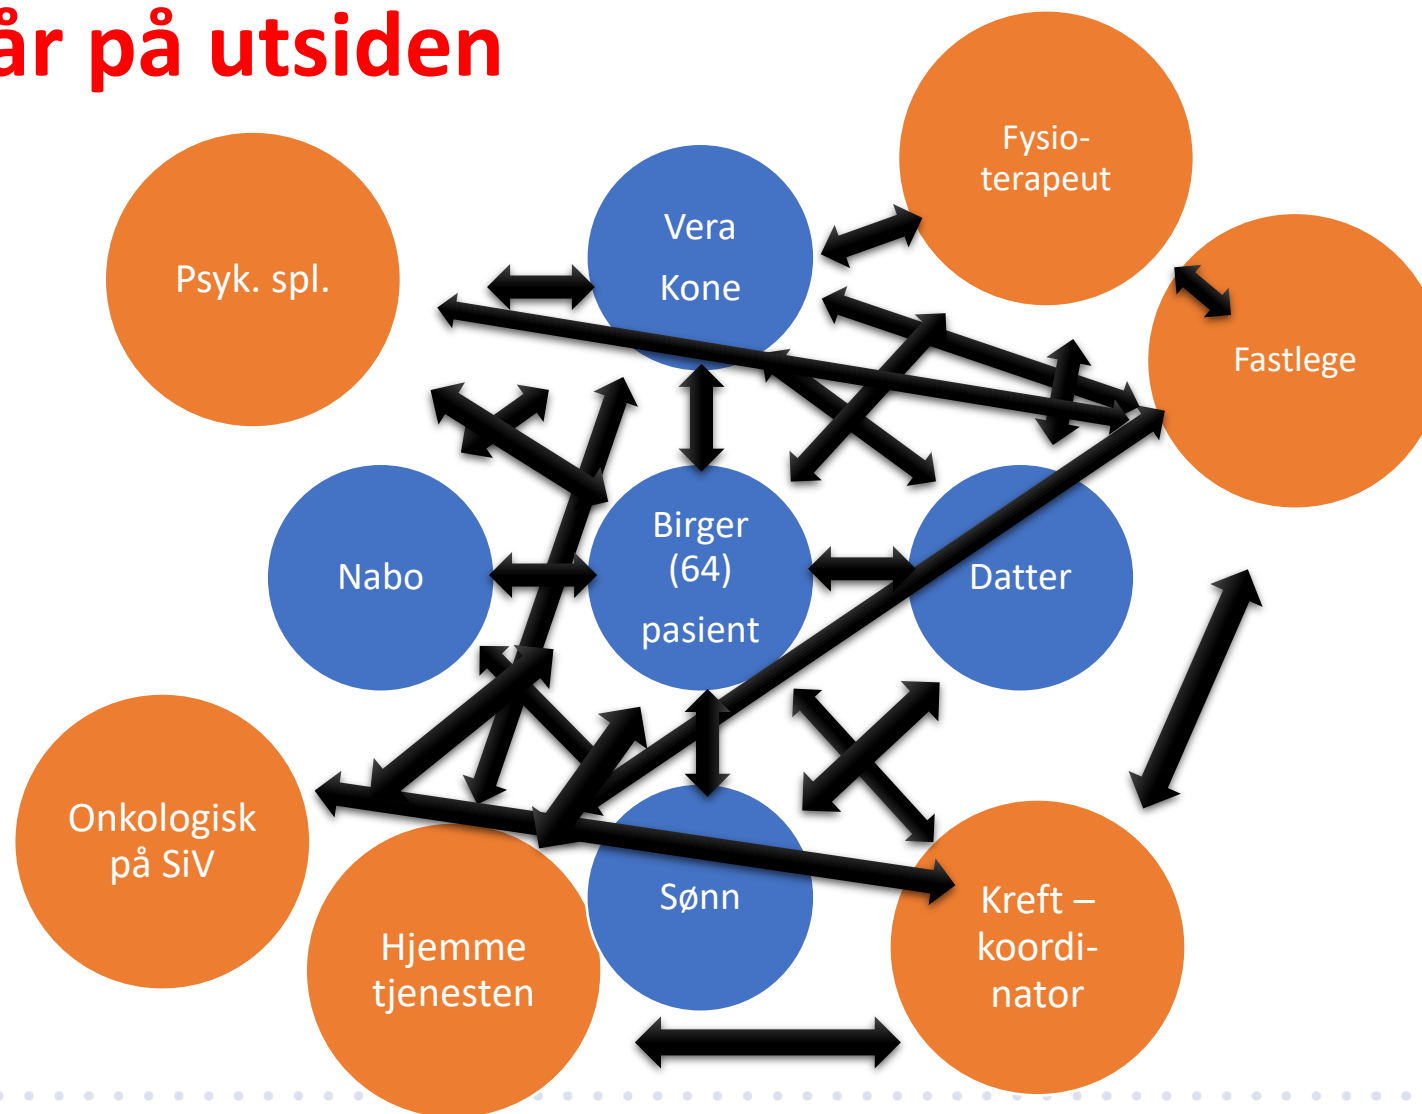 år på utsiden
Fysio-
terapeut
Vera
Kone
Psyk. spl.
Fastlege
Birger
(64)
pasient
Nabo
Datter
Onkologisk
på SiV
Sønn
Kreft –
koordi-
nator
Hjemme
tjenesten